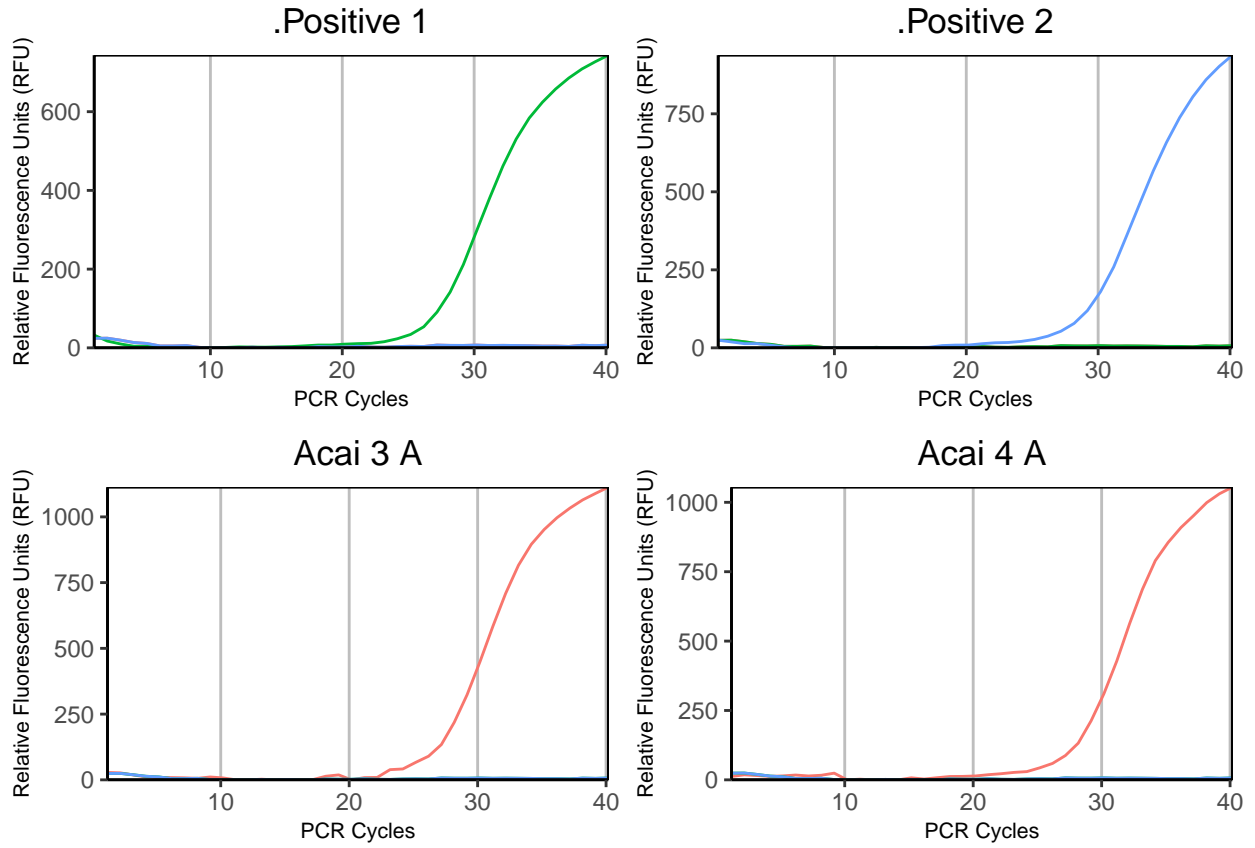 .Positive 1
Relative Fluorescence Units (RFU)
600
400
200
0
10 20 30 40
PCR Cycles
.Positive 2
Relative Fluorescence Units (RFU)
750
500
250
0
10 20 30 40
PCR Cycles
Acai 3 A
Relative Fluorescence Units (RFU)
1000
750
500
250
0
10 20 30 40
PCR Cycles
Acai 4 A
Relative Fluorescence Units (RFU)
1000
750
500
250
0
10 20 30 40
PCR Cycles